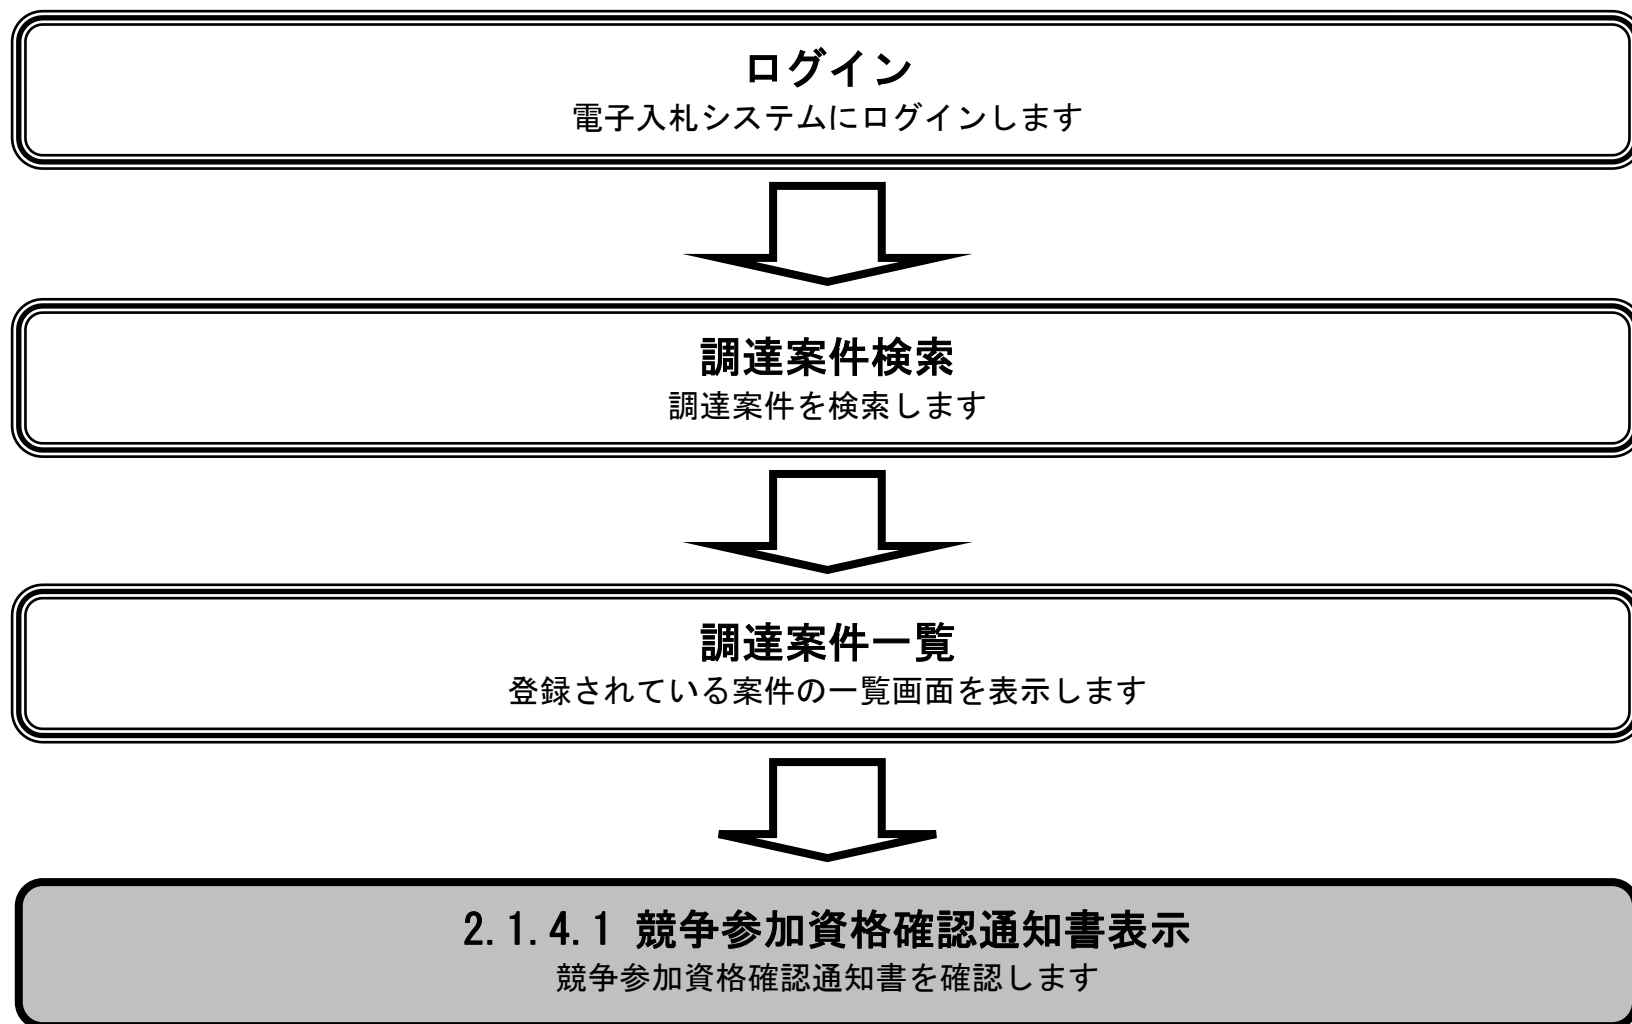 ログイン
電子入札システムにログインします
調達案件検索
調達案件を検索します
調達案件一覧
登録されている案件の一覧画面を表示します
2.1.4.1 競争参加資格確認通知書表示
競争参加資格確認通知書を確認します